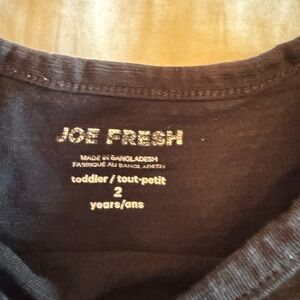 JOE FRESH
MADE IN BANGLADESH
FABRIQUÉ AU BANGLADESH
toddler / tout-petit
2
years/ans